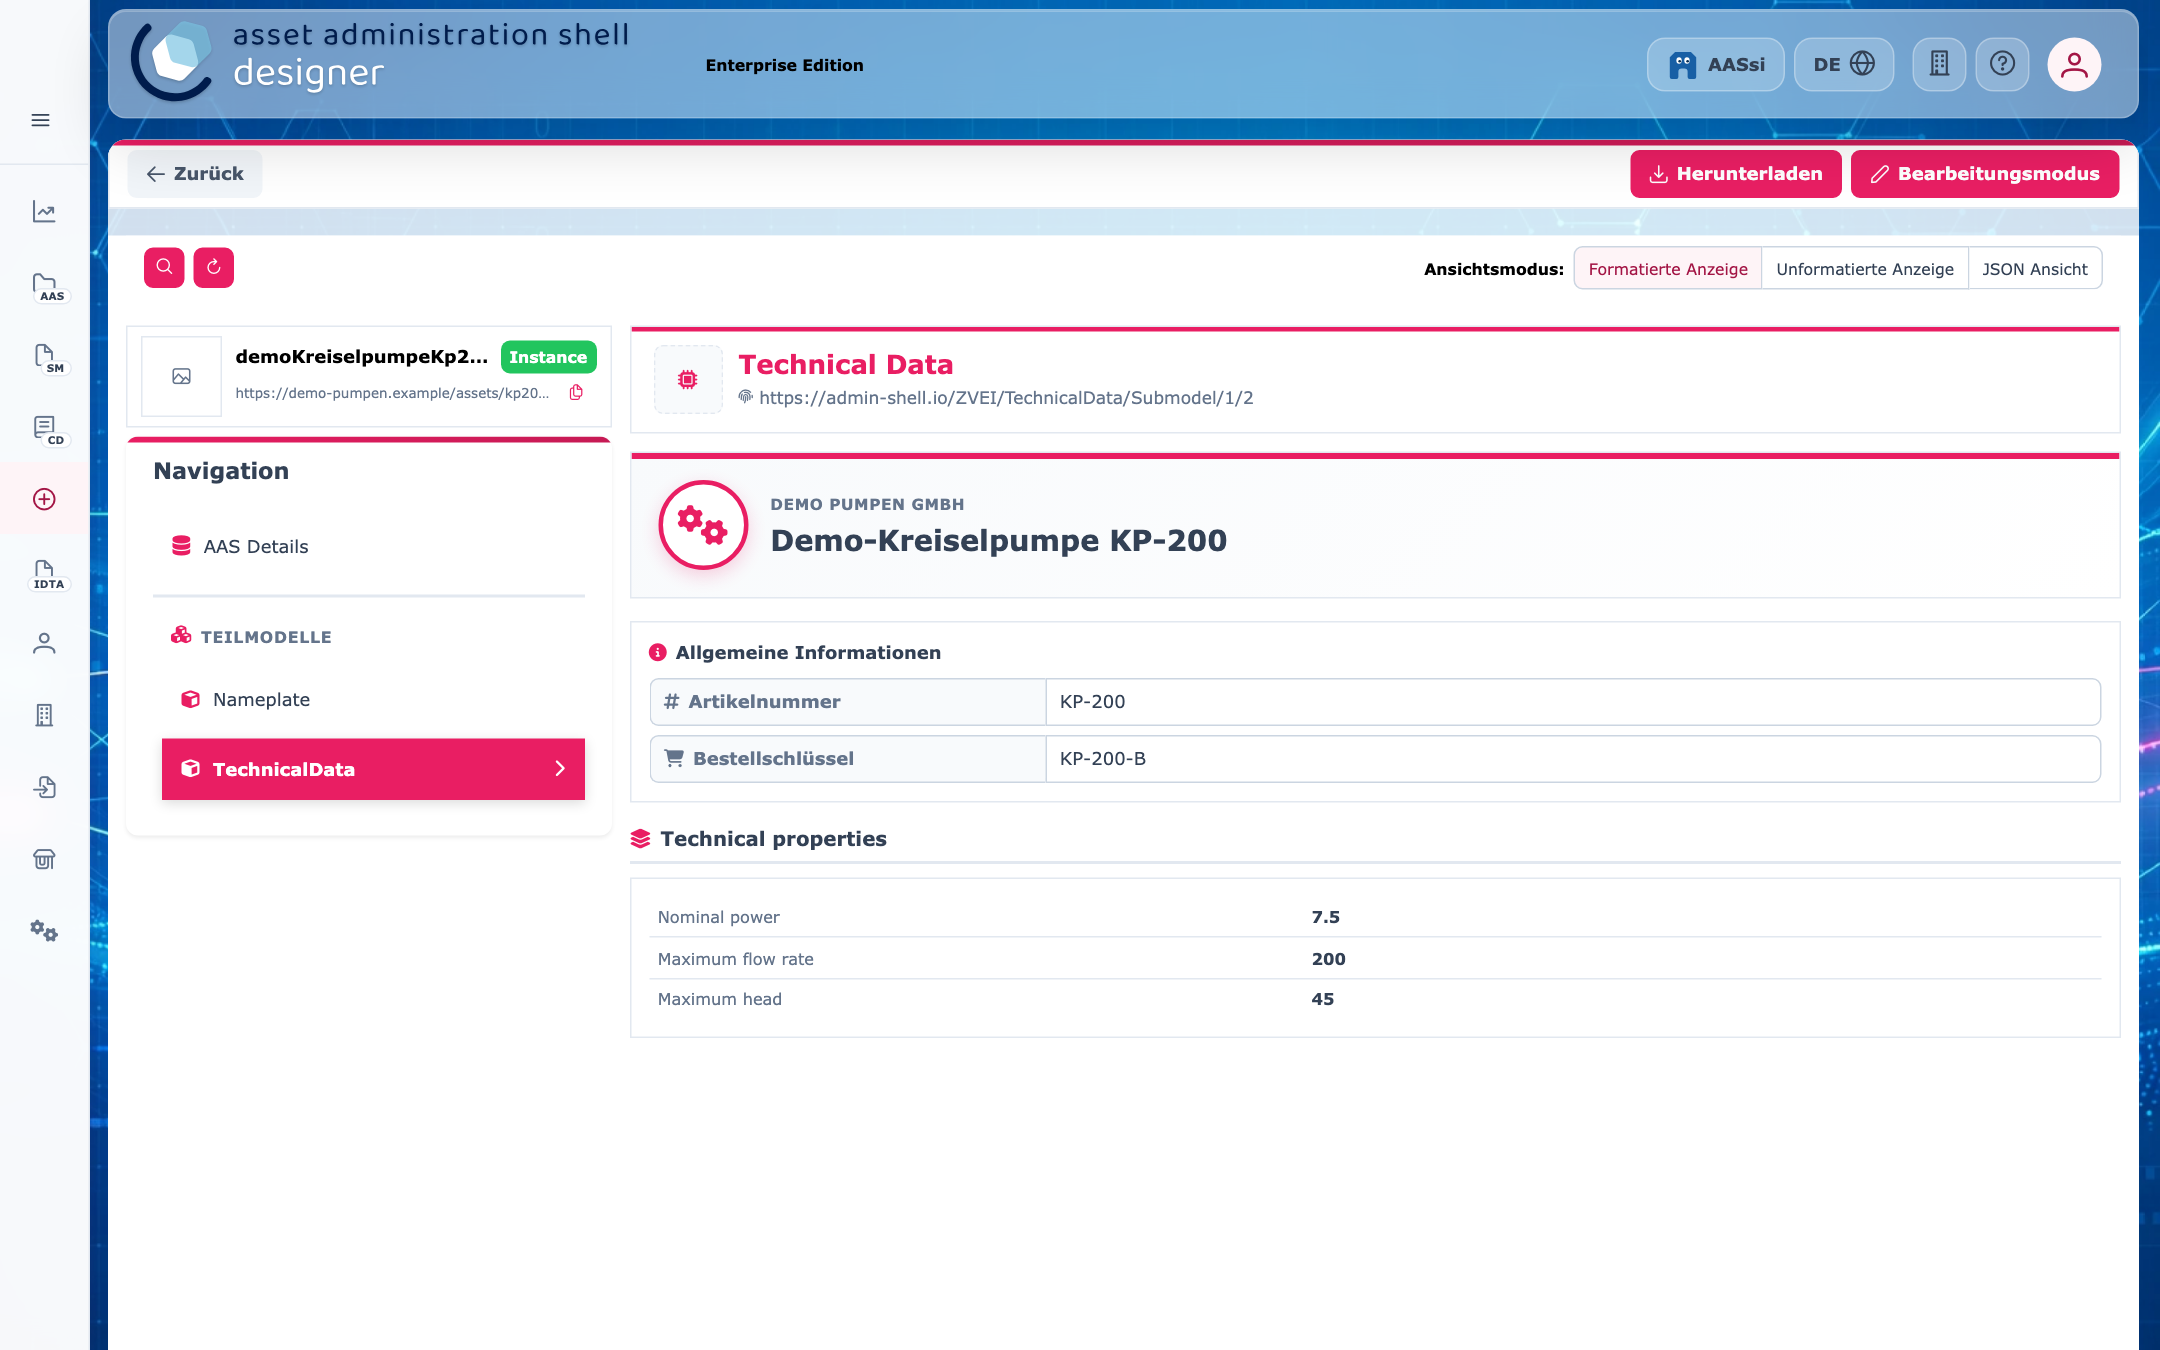 asset administration shell
designer
Enterprise Edition
AASsi
DE
Zurück
Herunterladen
Bearbeitungsmodus
AAS
SM
CD
IDTA
Ansichtsmodus:
Formatierte Anzeige
Unformatierte Anzeige
JSON Ansicht
demoKreiselpumpeKp2...
Instance
https://demo-pumpen.example/assets/kp20...
Navigation
AAS Details
TEILMODELLE
Nameplate
TechnicalData
Technical Data
https://admin-shell.io/ZVEI/TechnicalData/Submodel/1/2
DEMO PUMPEN GMBH
Demo-Kreiselpumpe KP-200
Allgemeine Informationen
# Artikelnummer
KP-200
Bestellschlüssel
KP-200-B
Technical properties
Nominal power
7.5
Maximum flow rate
200
Maximum head
45